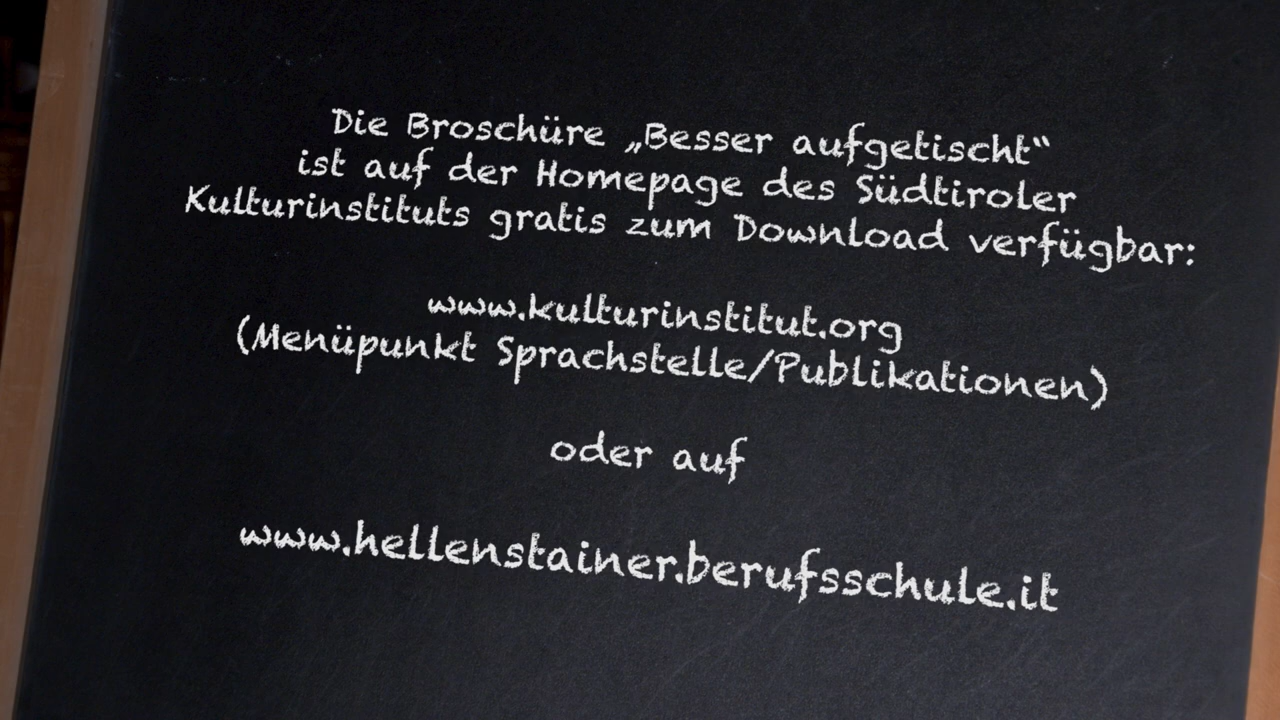 Die Broschüre „Besser aufgetischt“
ist auf der Homepage des Südtiroler
Kulturinstituts gratis zum Download verfügbar:
www.kulturinstitut.org
(Menüpunkt Sprachstelle/Publikationen)
oder auf
www.hellenstainer.berufsschule.it